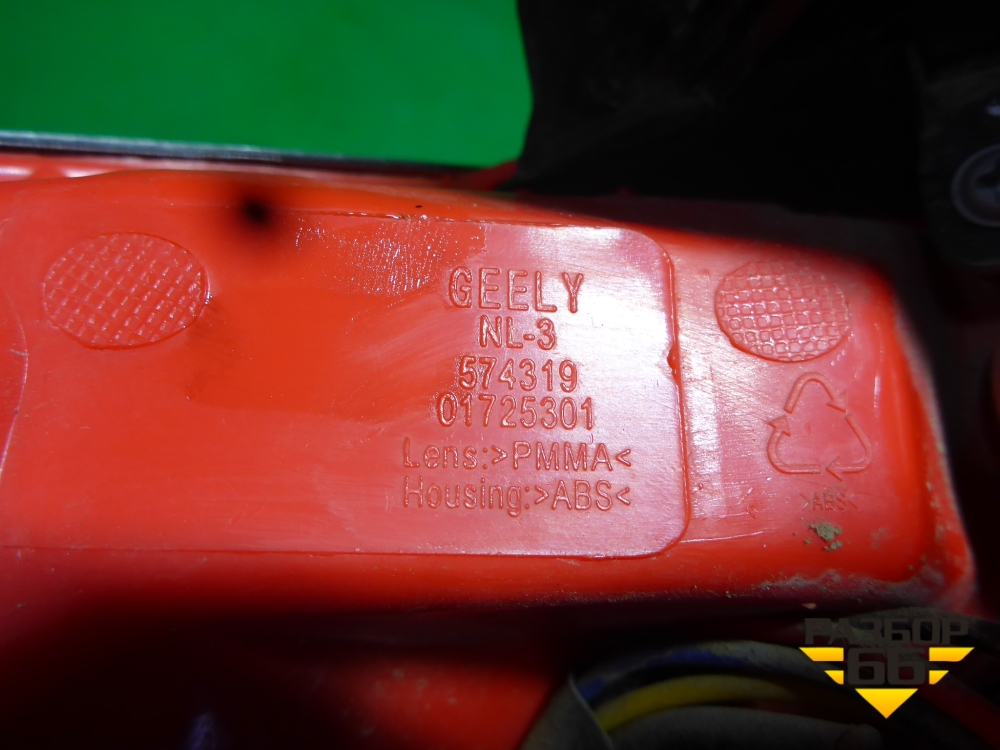 GEELY
NL-3
574319
01725301
Lens:>PMMA<
Housing:>ABS<
>ABS<
РАЗБОР
66